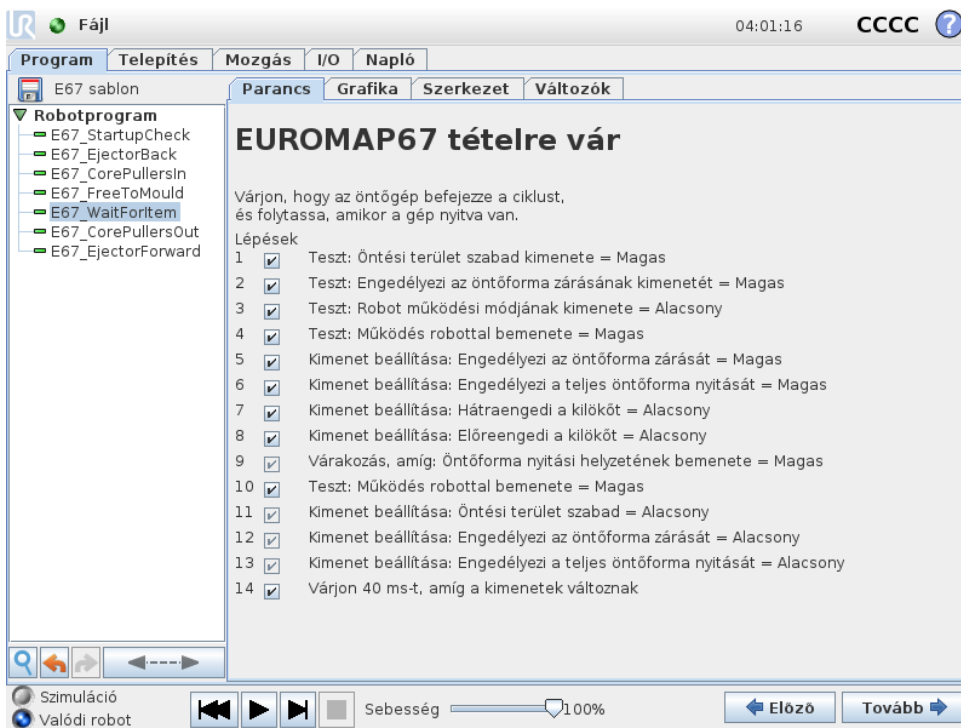 Fájl 04:01:16 CCCC ?
Program Telepítés Mozgás I/O Napló
E67 sablon
Parancs Grafika Szerkezet Változók
Robotprogram
E67_StartupCheck
E67_EjectorBack
E67_CorePullersIn
E67_FreeToMould
E67_WaitForItem
E67_CorePullersOut
E67_EjectorForward
EUROMAP67 tételre vár
Várjon, hogy az öntőgép befejezze a ciklust,
és folytassa, amikor a gép nyitva van.
Lépések
1 Teszt: Öntési terület szabad kimenete = Magas
2 Teszt: Engedélyezi az öntőforma zárásának kimenetét = Magas
3 Teszt: Robot működési módjának kimenete = Alacsony
4 Teszt: Működés robottal bemenete = Magas
5 Kimenet beállítása: Engedélyezi az öntőforma zárását = Magas
6 Kimenet beállítása: Engedélyezi a teljes öntőforma nyitását = Magas
7 Kimenet beállítása: Hátraengedi a kilökőt = Alacsony
8 Kimenet beállítása: Előreengedi a kilökőt = Alacsony
9 Várakozás, amíg: Öntőforma nyitási helyzetének bemenete = Magas
10 Teszt: Működés robottal bemenete = Magas
11 Kimenet beállítása: Öntési terület szabad = Alacsony
12 Kimenet beállítása: Engedélyezi az öntőforma zárását = Alacsony
13 Kimenet beállítása: Engedélyezi a teljes öntőforma nyitását = Alacsony
14 Várjon 40 ms-t, amíg a kimenetek változnak
Szimuláció
Valódi robot
Sebesség 100%
Előző Tovább